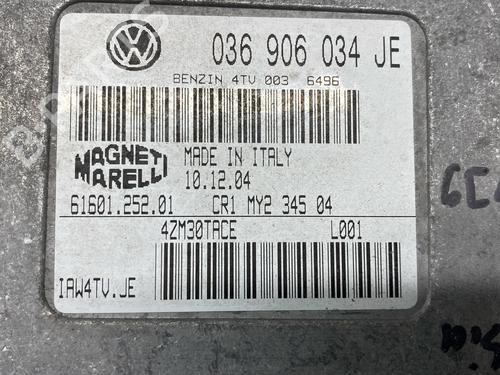 036 906 034 JE
BENZIN 4TV 003 6496
MAGNETI
MARELLI
MADE IN ITALY
10.12.04
61601.252.01 CR1 MY2 345 04
4ZM30TACE L001
IAW4TV.JE